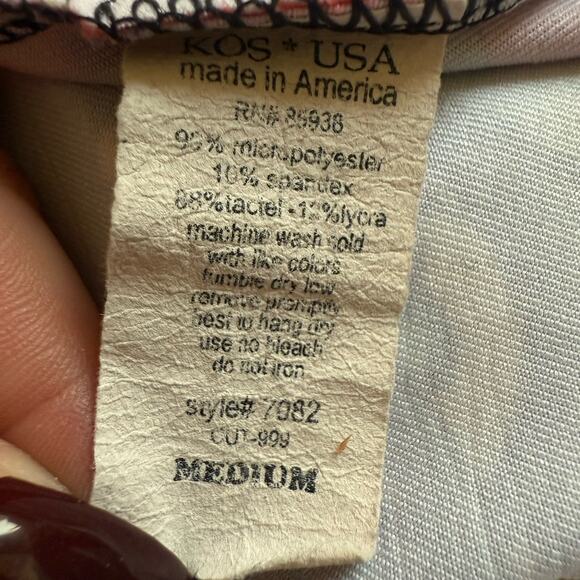 KOS * USA
made in America
RN# 86938
90% micropolyester
10% spandex
88%tactel -12%lycra
machine wash cold
with like colors
tumble dry low
remove promptly
best to hang dry
use no bleach
do not iron
style# 7082
CUT-999
MEDIUM